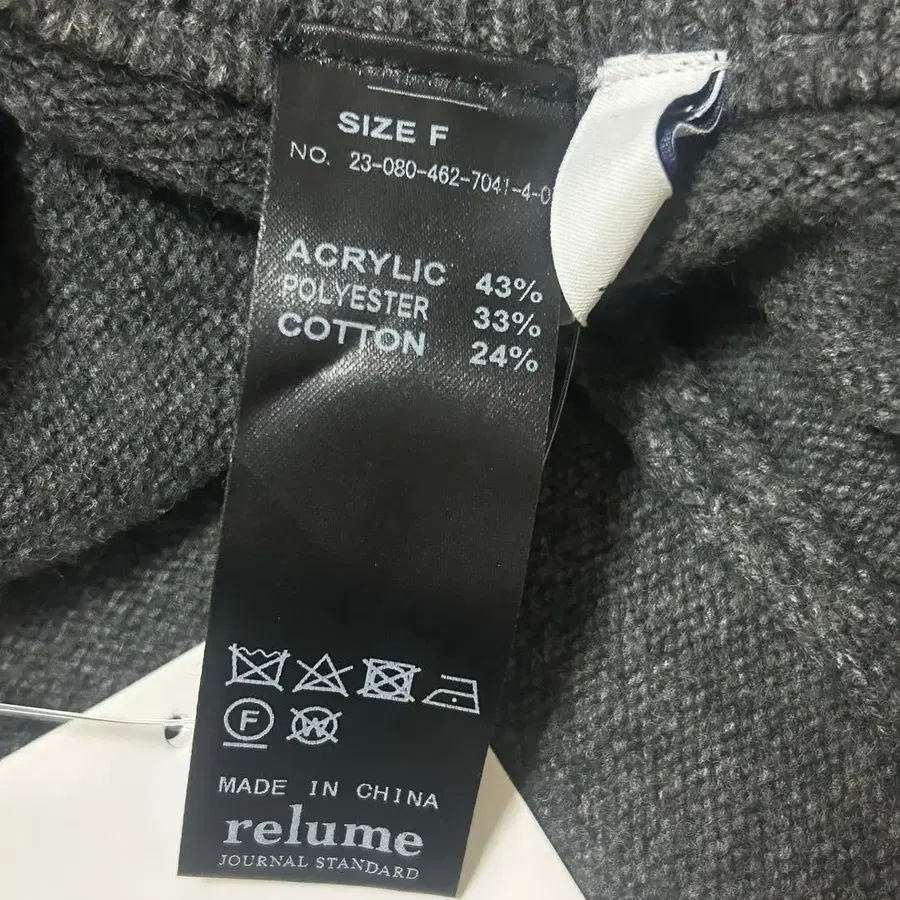 SIZE F
NO. 23-080-462-7041-4-0
ACRYLIC 43%
POLYESTER 33%
COTTON 24%
F W
MADE IN CHINA
relume
JOURNAL STANDARD